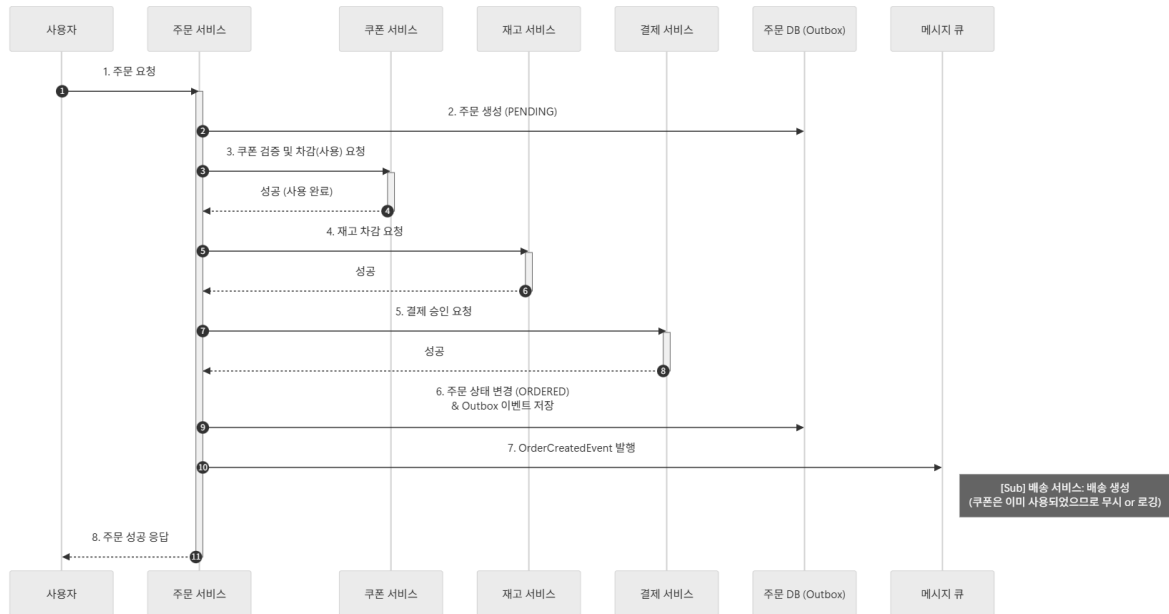 사용자
주문 서비스
쿠폰 서비스
재고 서비스
결제 서비스
주문 DB (Outbox)
메시지 큐
1. 주문 요청
1
2. 주문 생성 (PENDING)
2
3. 쿠폰 검증 및 차감(사용) 요청
3
성공 (사용 완료)
4
4. 재고 차감 요청
5
성공
6
5. 결제 승인 요청
7
성공
8
6. 주문 상태 변경 (ORDERED)
& Outbox 이벤트 저장
9
7. OrderCreatedEvent 발행
10
[Sub] 배송 서비스: 배송 생성
(쿠폰은 이미 사용되었으므로 무시 or 로깅)
8. 주문 성공 응답
11
사용자
주문 서비스
쿠폰 서비스
재고 서비스
결제 서비스
주문 DB (Outbox)
메시지 큐